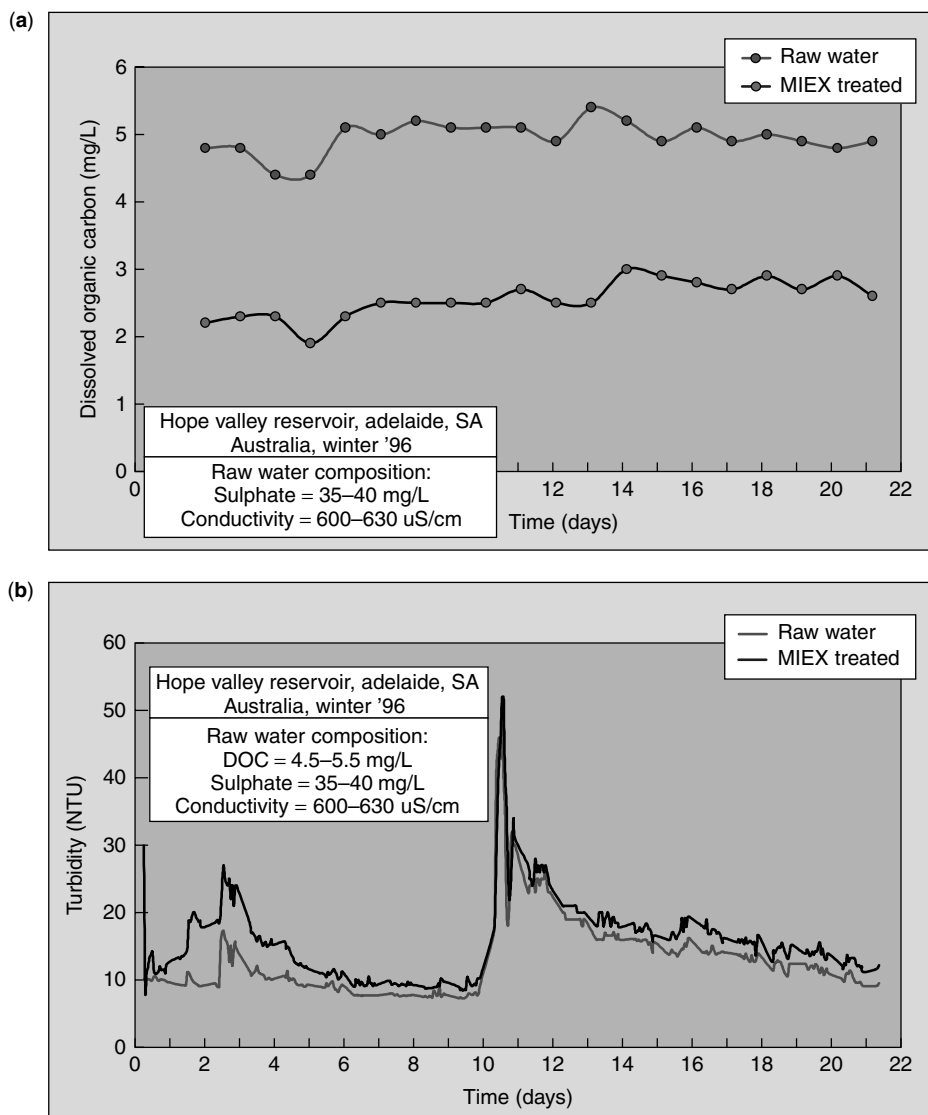 (a)
Raw water
MIEX treated
6
5
4
3
2
1
0
Dissolved organic carbon (mg/L)
Hope valley reservoir, adelaide, SA
Australia, winter '96
Raw water composition:
Sulphate = 35–40 mg/L
Conductivity = 600–630 uS/cm
0 12 14 16 18 20 22
Time (days)
(b)
Raw water
MIEX treated
60
50
40
30
20
10
0
Turbidity (NTU)
Hope valley reservoir, adelaide, SA
Australia, winter '96
Raw water composition:
DOC = 4.5–5.5 mg/L
Sulphate = 35–40 mg/L
Conductivity = 600–630 uS/cm
0 2 4 6 8 10 12 14 16 18 20 22
Time (days)